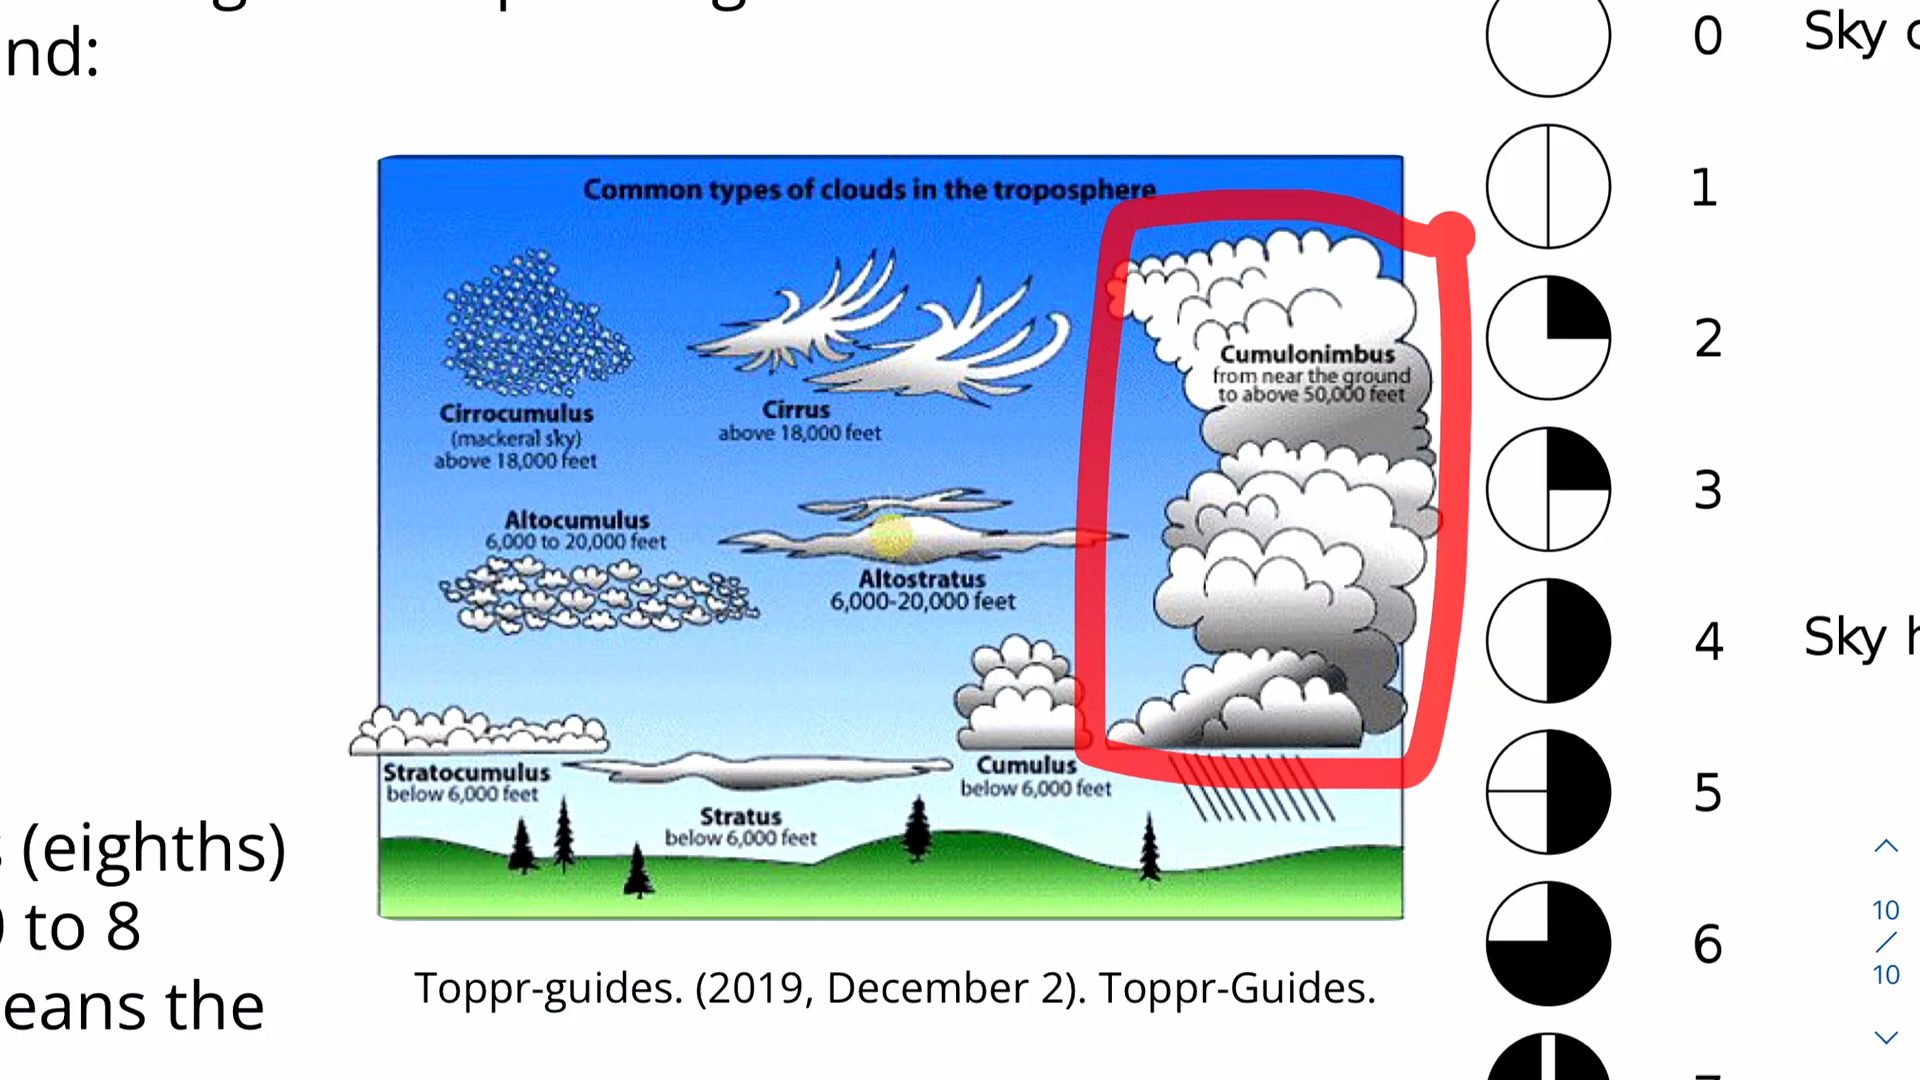 nd:
Common types of clouds in the troposphere
Cirrocumulus
(mackeral sky)
above 18,000 feet
Cirrus
above 18,000 feet
Cumulonimbus
from near the ground
to above 50,000 feet
Altocumulus
6,000 to 20,000 feet
Altostratus
6,000-20,000 feet
Stratocumulus
below 6,000 feet
Stratus
below 6,000 feet
Cumulus
below 6,000 feet
Toppr-guides. (2019, December 2). Toppr-Guides.
(eighths)
to 8
eans the
0 Sky
1
2
3
4 Sky
5
6
10
/
10